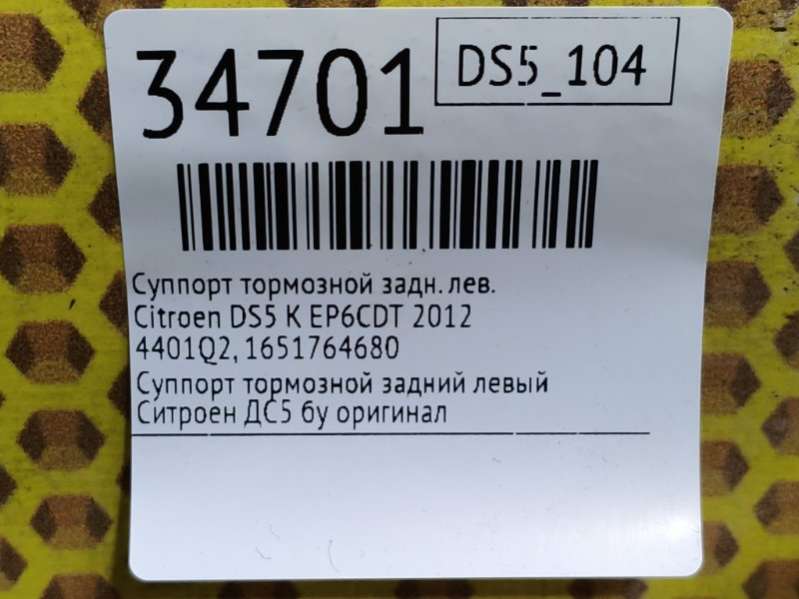 34701
DS5_104
Суппорт тормозной задн. лев.
Citroen DS5 K EP6CDT 2012
4401Q2, 1651764680
Суппорт тормозной задний левый
Ситроен ДС5 бу оригинал